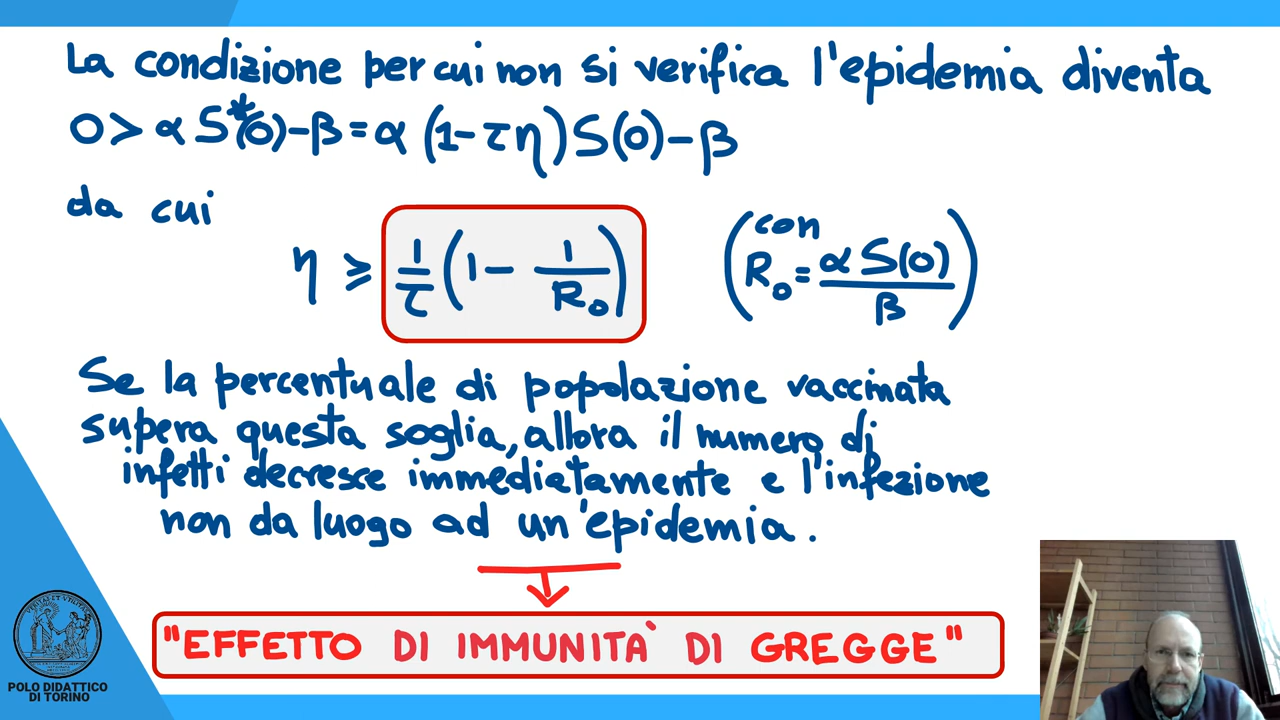 La condizione per cui non si verifica l'epidemia diventa
0 > α S*(0) - β = α (1 - τη) S(0) - β
da cui
η ≥ 1/τ (1 - 1/R₀) (con R₀ = α S(0)/β)
Se la percentuale di popolazione vaccinata
supera questa soglia, allora il numero di
infetti decresce immediatamente e l'infezione
non da luogo ad un'epidemia.
"EFFETTO DI IMMUNITÀ DI GREGGE"
POLO DIDATTICO
DI TORINO